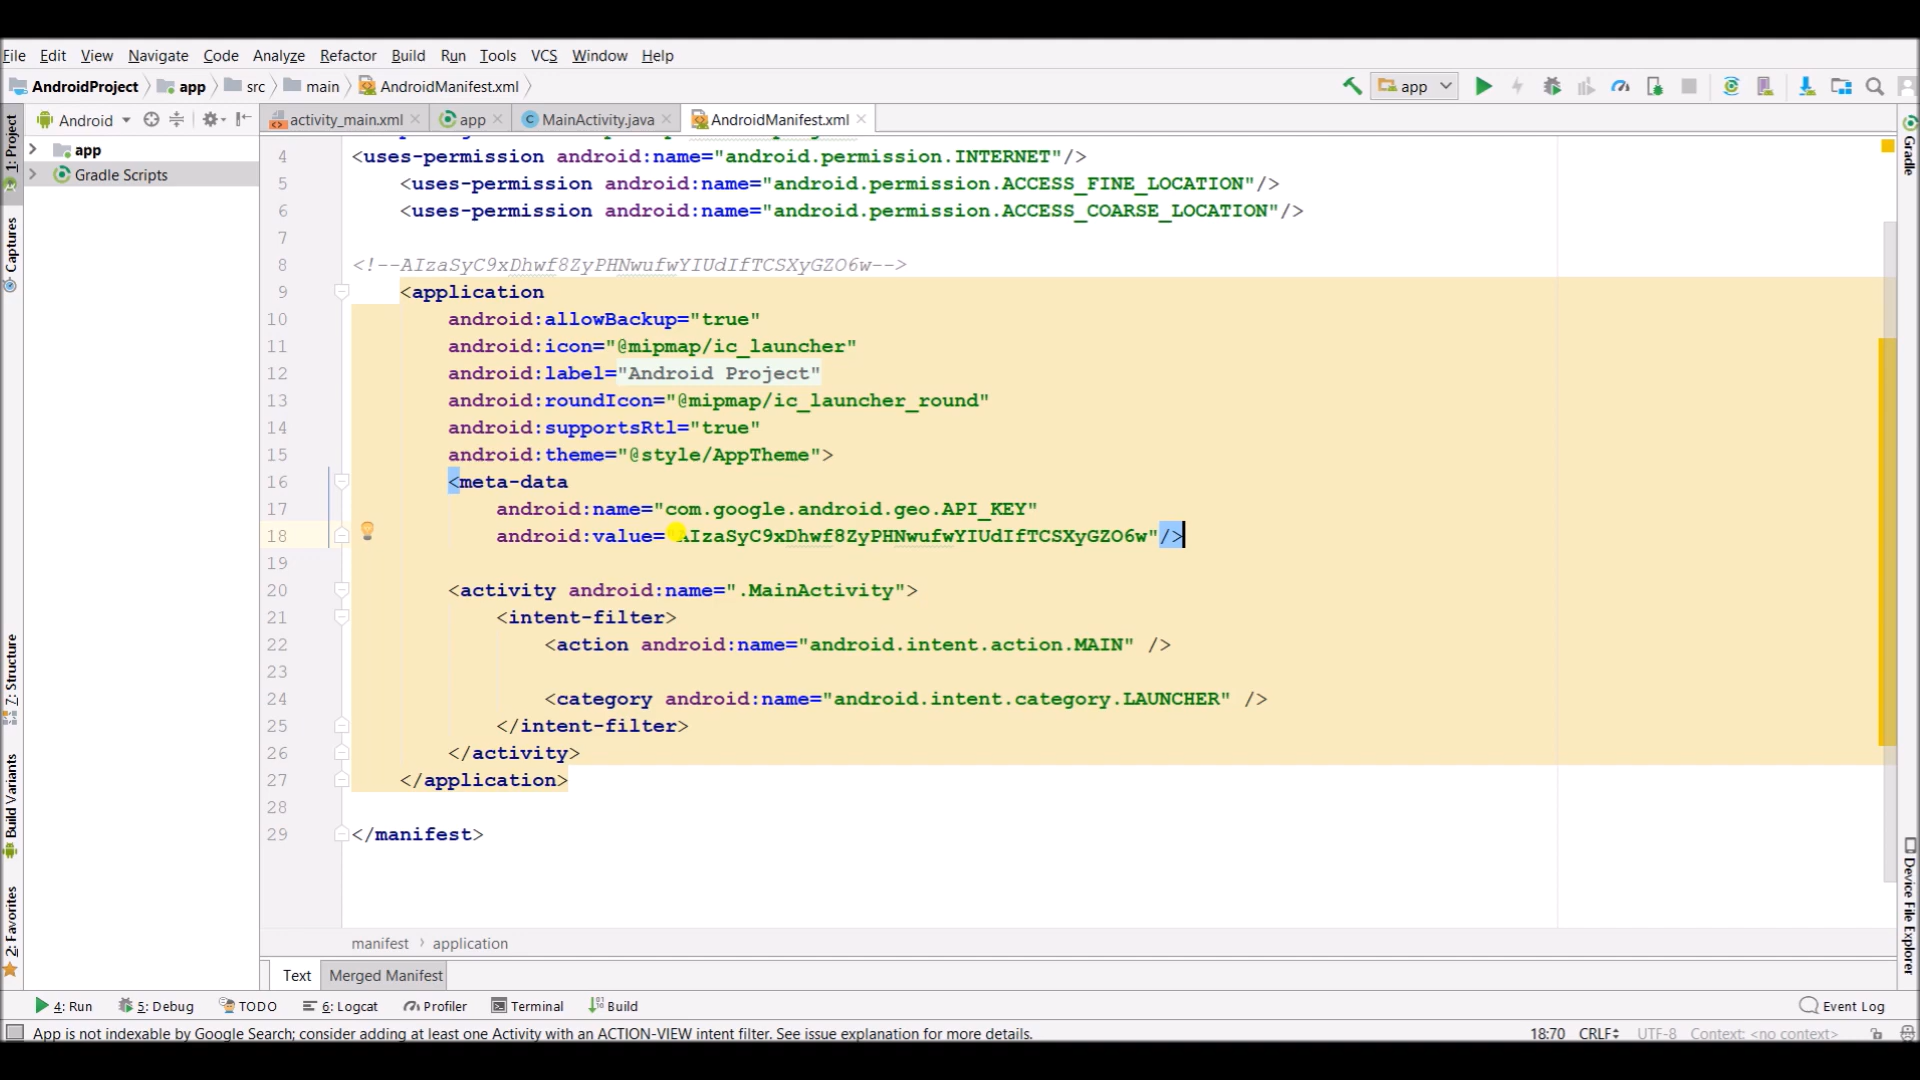 File Edit View Navigate Code Analyze Refactor Build Run Tools VCS Window Help
AndroidProject app src main AndroidManifest.xml app
Android activity_main.xml app MainActivity.java AndroidManifest.xml
1: Project
Captures
7: Structure
Build Variants
2: Favorites
app
Gradle Scripts
4 <uses-permission android:name="android.permission.INTERNET"/>
5 <uses-permission android:name="android.permission.ACCESS_FINE_LOCATION"/>
6 <uses-permission android:name="android.permission.ACCESS_COARSE_LOCATION"/>
7
8 <!--AIzaSyC9xDhwf8ZyPHNwufwYIUdIfTCSXyGZO6w-->
9 <application
10 android:allowBackup="true"
11 android:icon="@mipmap/ic_launcher"
12 android:label="Android Project"
13 android:roundIcon="@mipmap/ic_launcher_round"
14 android:supportsRtl="true"
15 android:theme="@style/AppTheme">
16 <meta-data
17 android:name="com.google.android.geo.API_KEY"
18 android:value="AIzaSyC9xDhwf8ZyPHNwufwYIUdIfTCSXyGZO6w"/>
19
20 <activity android:name=".MainActivity">
21 <intent-filter>
22 <action android:name="android.intent.action.MAIN" />
23
24 <category android:name="android.intent.category.LAUNCHER" />
25 </intent-filter>
26 </activity>
27 </application>
28
29 </manifest>
Gradle
Device File Explorer
manifest › application
Text Merged Manifest
4: Run 5: Debug TODO 6: Logcat Profiler Terminal Build Event Log
App is not indexable by Google Search; consider adding at least one Activity with an ACTION-VIEW intent filter. See issue explanation for more details. 18:70 CRLF UTF-8 Context: <no context>